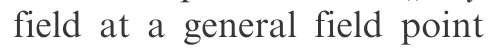 field at a general field point